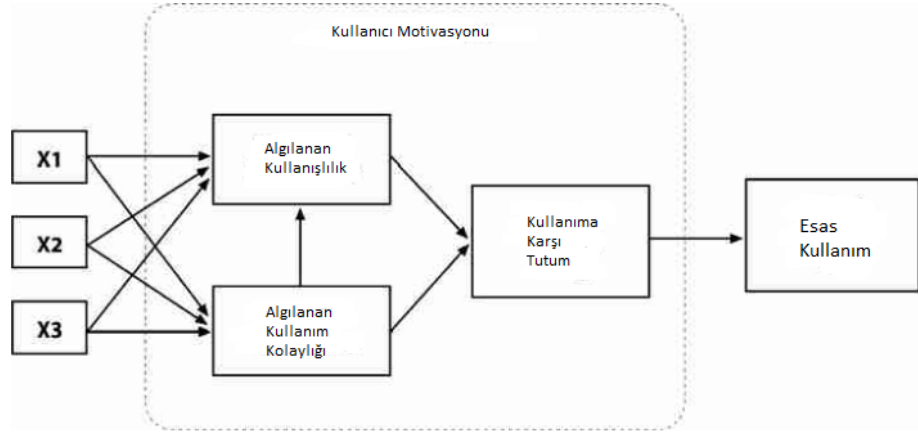 Kullanıcı Motivasyonu
X1
X2
X3
Algılanan
Kullanışlılık
Algılanan
Kullanım
Kolaylığı
Kullanıma
Karşı
Tutum
Esas
Kullanım